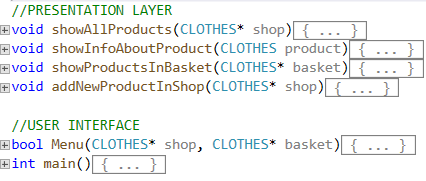 //PRESENTATION LAYER
void showAllProducts(CLOTHES* shop){ ... }
void showInfoAboutProduct(CLOTHES product){ ... }
void showProductsInBasket(CLOTHES* basket){ ... }
void addNewProductInShop(CLOTHES* shop){ ... }
//USER INTERFACE
bool Menu(CLOTHES* shop, CLOTHES* basket){ ... }
int main(){ ... }